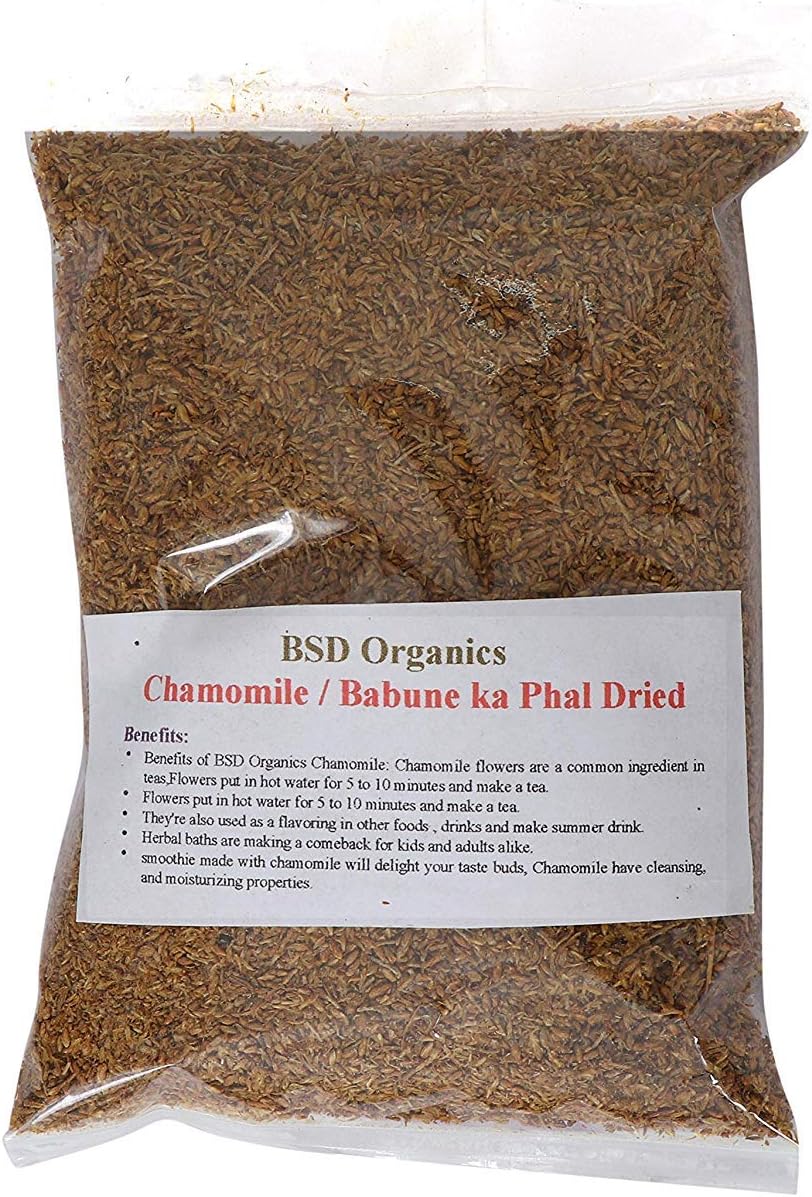 BSD Organics
Chamomile / Babune ka Phal Dried
Benefits:
• Benefits of BSD Organics Chamomile: Chamomile flowers are a common ingredient in
teas,Flowers put in hot water for 5 to 10 minutes and make a tea.
• Flowers put in hot water for 5 to 10 minutes and make a tea.
• They're also used as a flavoring in other foods , drinks and make summer drink.
• Herbal baths are making a comeback for kids and adults alike.
• smoothie made with chamomile will delight your taste buds, Chamomile have cleansing,
and moisturizing properties.